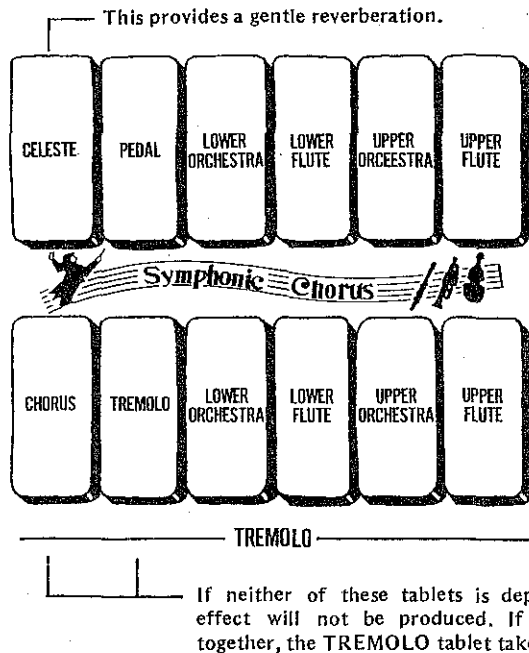 This provides a gentle reverberation.
CELESTE PEDAL LOWER ORCHESTRA LOWER FLUTE UPPER ORCEESTRA UPPER FLUTE
Symphonic Chorus
CHORUS TREMOLO LOWER ORCHESTRA LOWER FLUTE UPPER ORCHESTRA UPPER FLUTE
TREMOLO
If neither of these tablets is dep
effect will not be produced. If
together, the TREMOLO tablet take